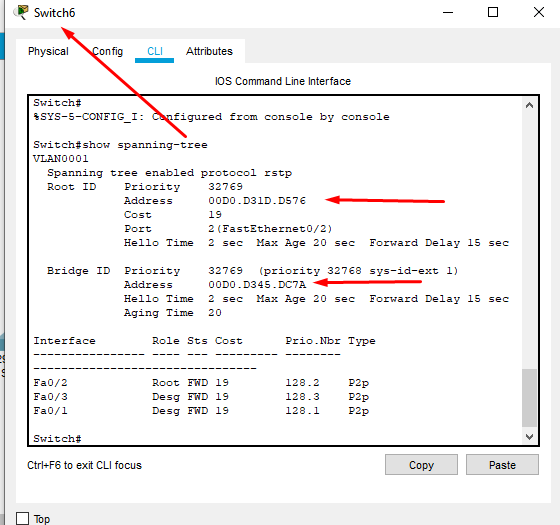 Switch6
Physical Config CLI Attributes
IOS Command Line Interface
Switch#
%SYS-5-CONFIG_I: Configured from console by console
Switch#show spanning-tree
VLAN0001
Spanning tree enabled protocol rstp
Root ID Priority 32769
Address 00D0.D31D.D576
Cost 19
Port 2(FastEthernet0/2)
Hello Time 2 sec Max Age 20 sec Forward Delay 15 sec
Bridge ID Priority 32769 (priority 32768 sys-id-ext 1)
Address 00D0.D345.DC7A
Hello Time 2 sec Max Age 20 sec Forward Delay 15 sec
Aging Time 20
Interface Role Sts Cost Prio.Nbr Type
---------------- ---- --- --------- -------- --------------------------------
Fa0/2 Root FWD 19 128.2 P2p
Fa0/3 Desg FWD 19 128.3 P2p
Fa0/1 Desg FWD 19 128.1 P2p
Switch#
Ctrl+F6 to exit CLI focus
Copy Paste
Top